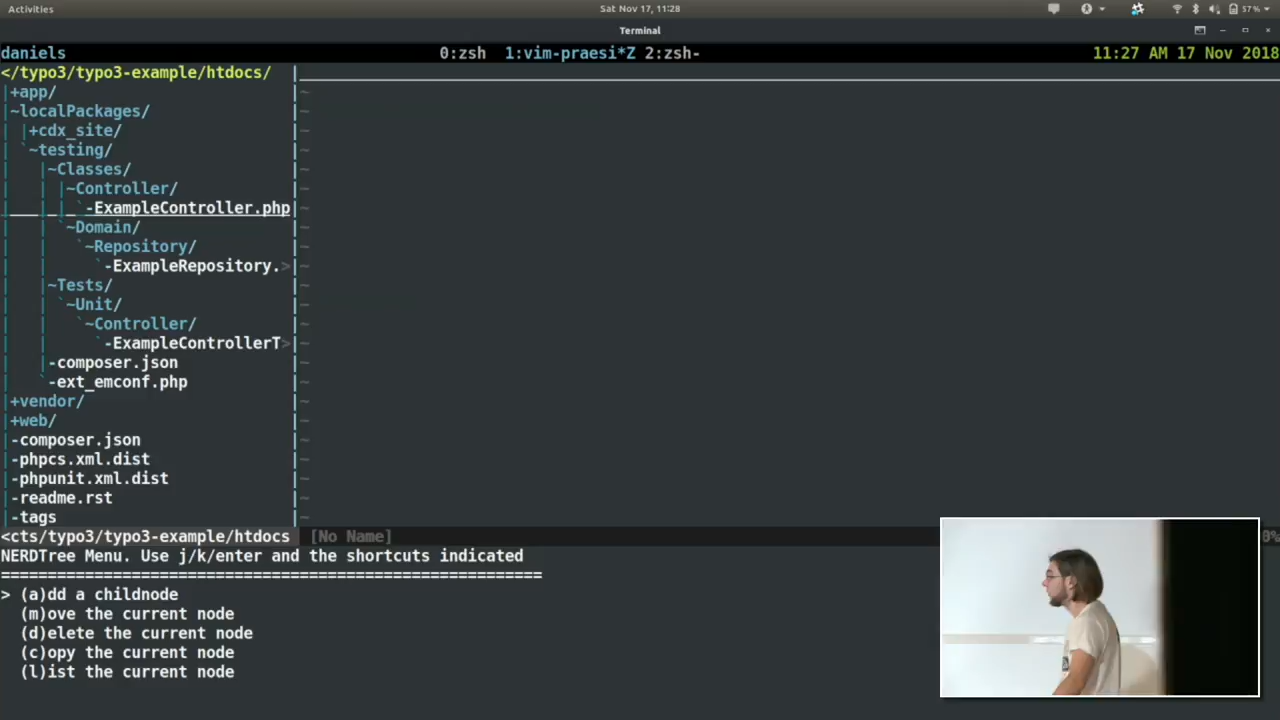 Activities
Sat Nov 17, 11:28
57%
Terminal
daniels 0:zsh 1:vim-praesi*Z 2:zsh- 11:27 AM 17 Nov 2018
</typo3/typo3-example/htdocs/
+app/
~localPackages/
+cdx_site/
~testing/
~Classes/
~Controller/
-ExampleController.php
~Domain/
~Repository/
-ExampleRepository.>
~Tests/
~Unit/
~Controller/
-ExampleControllerT>
-composer.json
-ext_emconf.php
+vendor/
+web/
-composer.json
-phpcs.xml.dist
-phpunit.xml.dist
-readme.rst
-tags
<cts/typo3/typo3-example/htdocs [No Name] 0%
NERDTree Menu. Use j/k/enter and the shortcuts indicated
==========================================================
> (a)dd a childnode
(m)ove the current node
(d)elete the current node
(c)opy the current node
(l)ist the current node